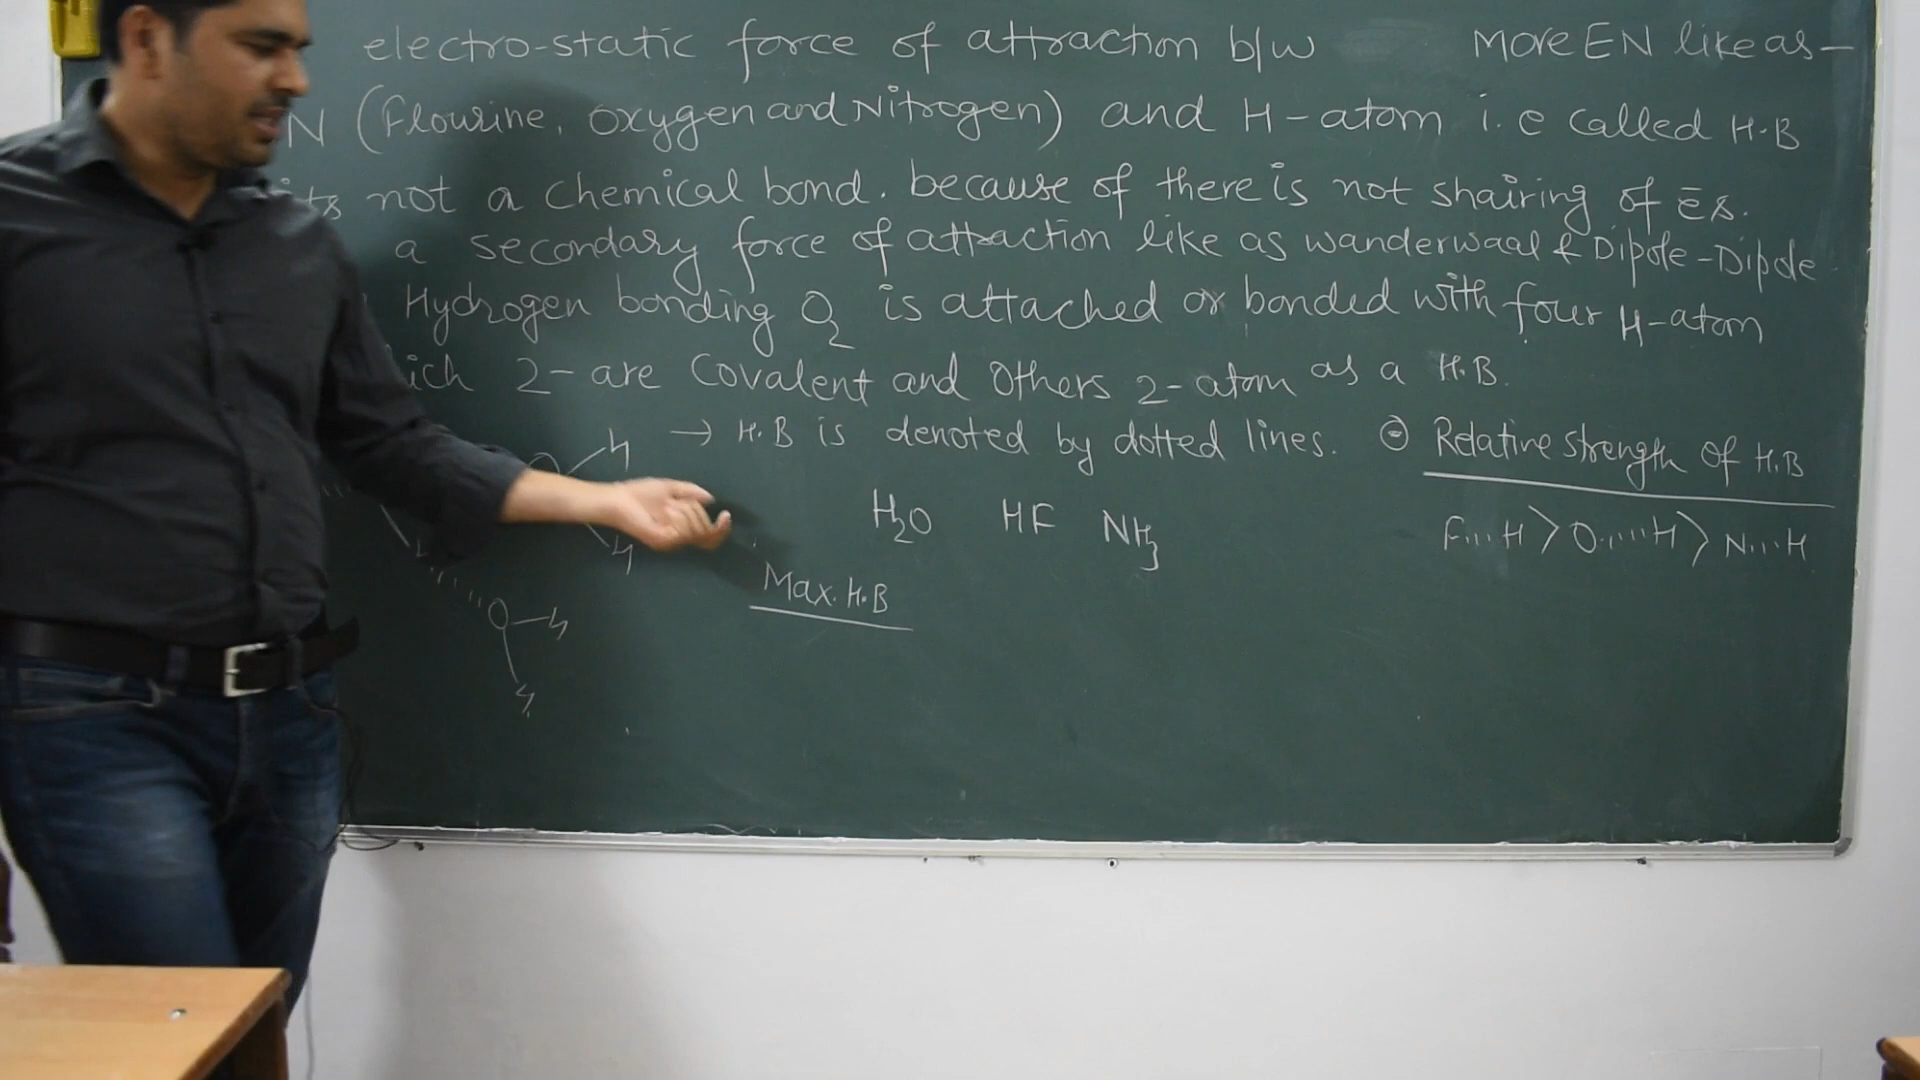 electro-static force of attraction b/w More EN like as-
N (Flourine, oxygen and Nitrogen) and H-atom i.e called H.B
its not a chemical bond. because of there is not shairing of ēs.
a secondary force of attraction like as wanderwaal & Dipole-Dipole
Hydrogen bonding O2 is attached or bonded with four H-atom
ich 2- are covalent and others 2-atom as a H.B.
→ H.B is denoted by dotted lines. Relative strength of H.B
H2O HF NH3 F...H > O....H > N...H
Max. H.B
O H
H
O H
H